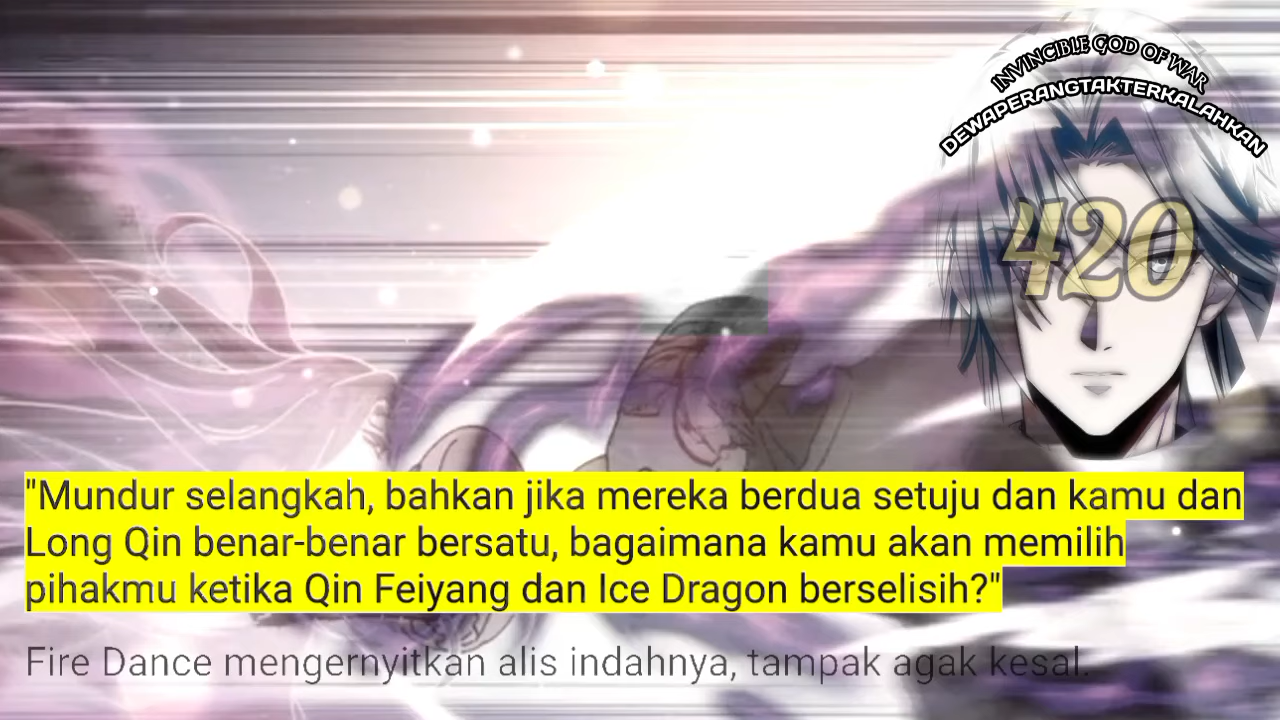 INVINCIBLE GOD OF WAR
DEWAPERANGTAKTERKALAHKAN
420
"Mundur selangkah, bahkan jika mereka berdua setuju dan kamu dan
Long Qin benar-benar bersatu, bagaimana kamu akan memilih
pihakmu ketika Qin Feiyang dan Ice Dragon berselisih?"
Fire Dance mengernyitkan alis indahnya, tampak agak kesal.